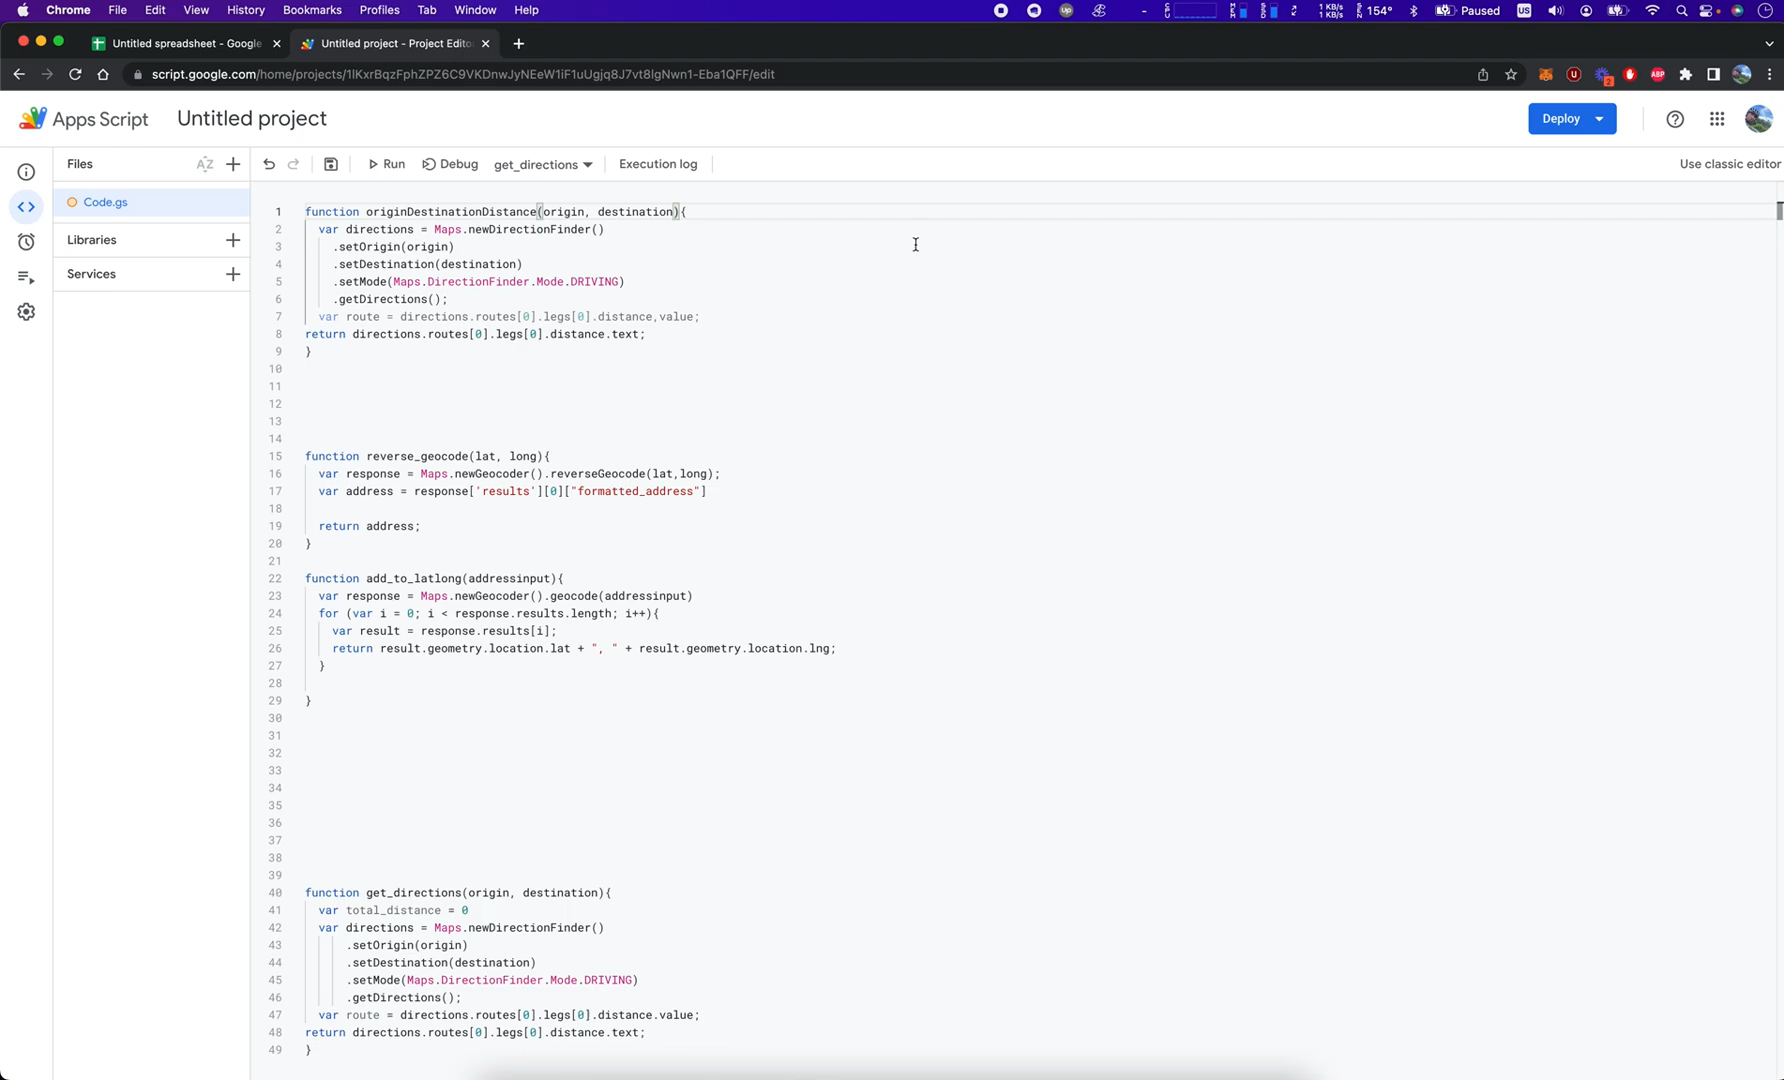 Chrome File Edit View History Bookmarks Profiles Tab Window Help 1 KB/s 1 KB/s 154° Paused US
Untitled spreadsheet - Google Untitled project - Project Edito
script.google.com/home/projects/1lKxrBqzFphZPZ6C9VKDnwJyNEeW1iF1uUgjq8J7vt8lgNwn1-Eba1QFF/edit
Apps Script Untitled project Deploy
Files AZ Run Debug get_directions Execution log Use classic editor
Code.gs
Libraries
Services
1 function originDestinationDistance(origin, destination){
2 var directions = Maps.newDirectionFinder()
3 .setOrigin(origin)
4 .setDestination(destination)
5 .setMode(Maps.DirectionFinder.Mode.DRIVING)
6 .getDirections();
7 var route = directions.routes[0].legs[0].distance,value;
8 return directions.routes[0].legs[0].distance.text;
9 }
10
11
12
13
14
15 function reverse_geocode(lat, long){
16 var response = Maps.newGeocoder().reverseGeocode(lat,long);
17 var address = response['results'][0]["formatted_address"]
18
19 return address;
20 }
21
22 function add_to_latlong(addressinput){
23 var response = Maps.newGeocoder().geocode(addressinput)
24 for (var i = 0; i < response.results.length; i++){
25 var result = response.results[i];
26 return result.geometry.location.lat + ", " + result.geometry.location.lng;
27 }
28
29 }
30
31
32
33
34
35
36
37
38
39
40 function get_directions(origin, destination){
41 var total_distance = 0
42 var directions = Maps.newDirectionFinder()
43 .setOrigin(origin)
44 .setDestination(destination)
45 .setMode(Maps.DirectionFinder.Mode.DRIVING)
46 .getDirections();
47 var route = directions.routes[0].legs[0].distance.value;
48 return directions.routes[0].legs[0].distance.text;
49 }